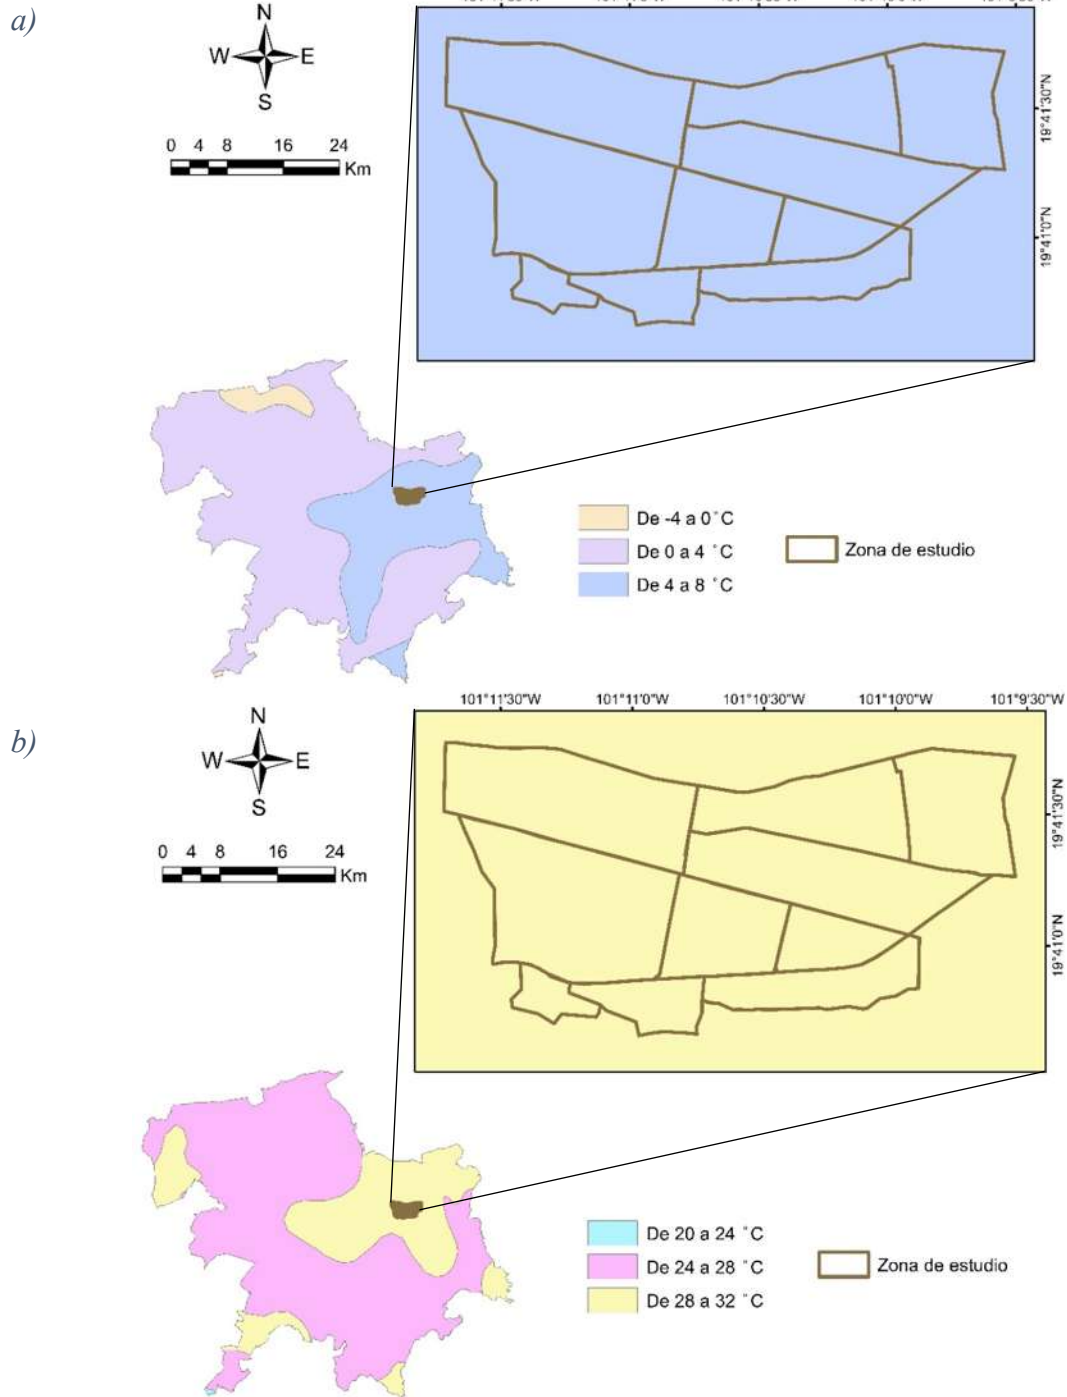 a)
N
W E
S
0 4 8 16 24
Km
19°41'30"N
19°41'0"N
De -4 a 0˚C
De 0 a 4 ˚C
De 4 a 8 ˚C
Zona de estudio
b)
101°11'30"W 101°11'0"W 101°10'30"W 101°10'0"W 101°9'30"W
N
W E
S
0 4 8 16 24
Km
19°41'30"N
19°41'0"N
De 20 a 24 ˚C
De 24 a 28 ˚C
De 28 a 32 ˚C
Zona de estudio